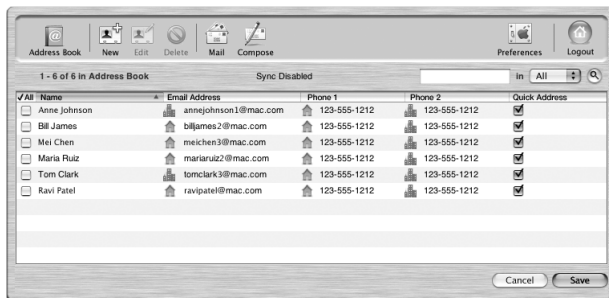 Address Book New Edit Delete Mail Compose Preferences Logout
1 - 6 of 6 in Address Book Sync Disabled in All
✓All Name Email Address Phone 1 Phone 2 Quick Address
Anne Johnson annejohnson1@mac.com 123-555-1212 123-555-1212
Bill James billjames2@mac.com 123-555-1212 123-555-1212
Mei Chen meichen3@mac.com 123-555-1212 123-555-1212
Maria Ruiz mariaruiz2@mac.com 123-555-1212 123-555-1212
Tom Clark tomclark3@mac.com 123-555-1212 123-555-1212
Ravi Patel ravipatel@mac.com 123-555-1212 123-555-1212
Cancel Save